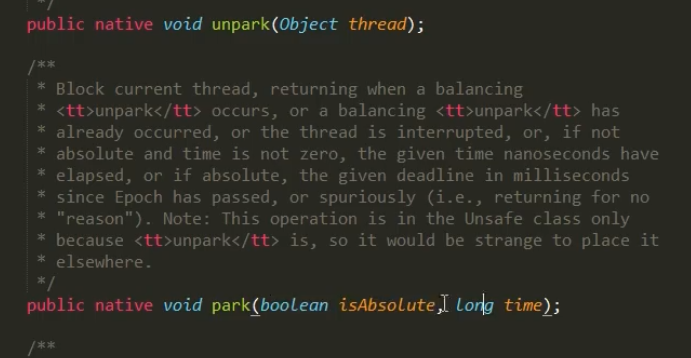 */
public native void unpark(Object thread);
/**
* Block current thread, returning when a balancing
* <tt>unpark</tt> occurs, or a balancing <tt>unpark</tt> has
* already occurred, or the thread is interrupted, or, if not
* absolute and time is not zero, the given time nanoseconds have
* elapsed, or if absolute, the given deadline in milliseconds
* since Epoch has passed, or spuriously (i.e., returning for no
* "reason"). Note: This operation is in the Unsafe class only
* because <tt>unpark</tt> is, so it would be strange to place it
* elsewhere.
*/
public native void park(boolean isAbsolute, long time);
/**